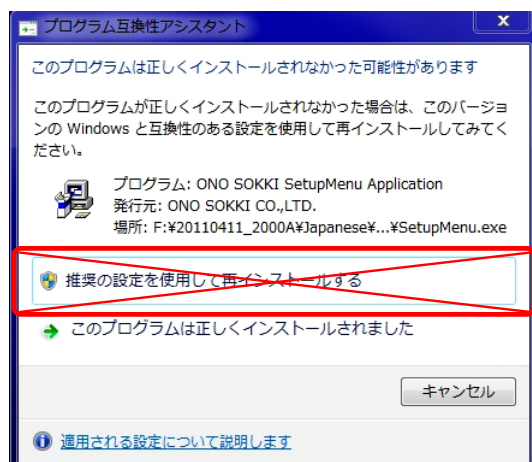 プログラム互換性アシスタント
X
このプログラムは正しくインストールされなかった可能性があります
このプログラムが正しくインストールされなかった場合は、このバージョ
ンの Windows と互換性のある設定を使用して再インストールしてみてく
ださい。
プログラム: ONO SOKKI SetupMenu Application
発行元: ONO SOKKI CO.,LTD.
場所: F:¥20110411_2000A¥Japanese¥...¥SetupMenu.exe
推奨の設定を使用して再インストールする
このプログラムは正しくインストールされました
キャンセル
適用される設定について説明します